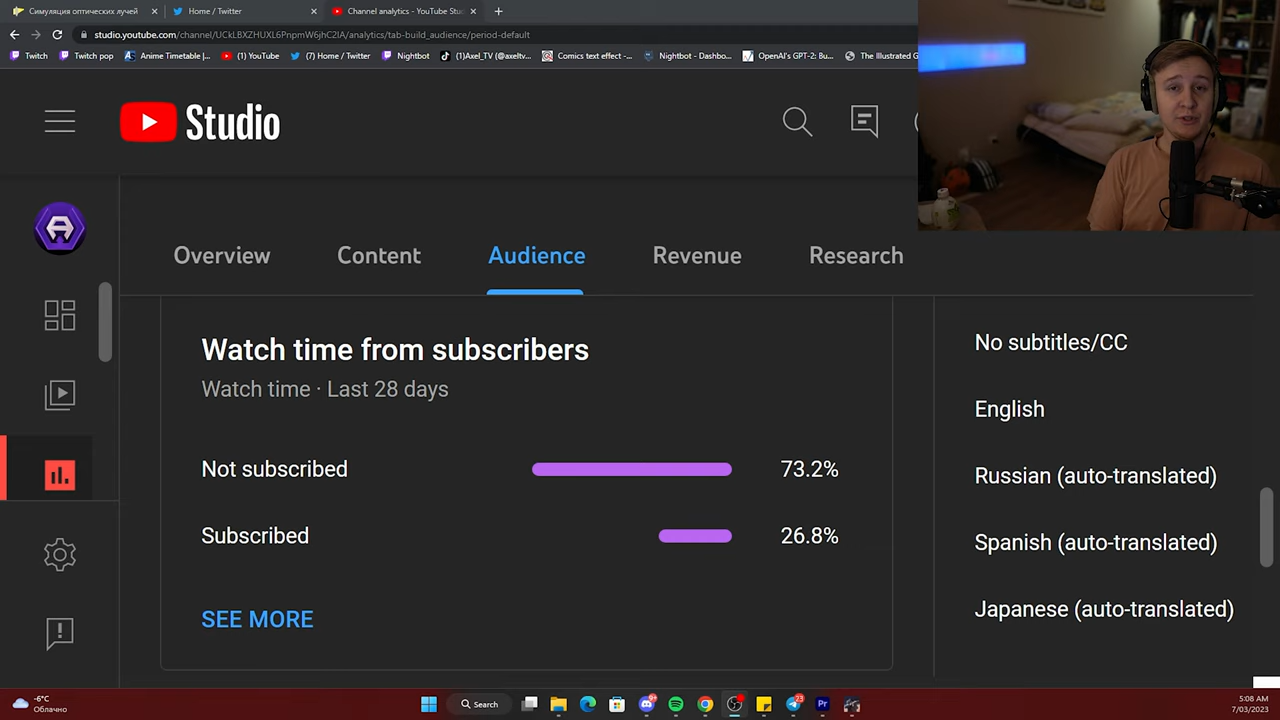 Симуляция оптических лучей
Home / Twitter
Channel analytics - YouTube Stu
studio.youtube.com/channel/UCkLBXZHUXL6PnpmW6jhC2IA/analytics/tab-build_audience/period-default
Twitch
Twitch pop
Anime Timetable |...
(1) YouTube
(7) Home / Twitter
Nightbot
(1)Axel_TV (@axeltv...
Comics text effect -...
Nightbot - Dashbo...
OpenAI's GPT-2: Bu...
The Illustrated G
Studio
Overview
Content
Audience
Revenue
Research
Watch time from subscribers
Watch time · Last 28 days
Not subscribed 73.2%
Subscribed 26.8%
SEE MORE
No subtitles/CC
English
Russian (auto-translated)
Spanish (auto-translated)
Japanese (auto-translated)
-6°C
Облачно
Search
9+
23
Pr
5:08 AM
7/03/2023